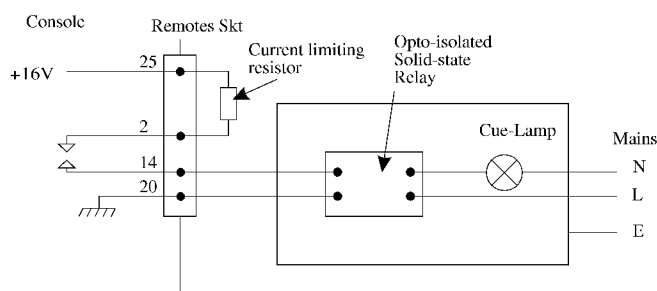 Console
Remotes Skt
Current limiting
resistor
Opto-isolated
Solid-state
Relay
+16V
25
2
14
20
Cue-Lamp
Mains
N
L
E